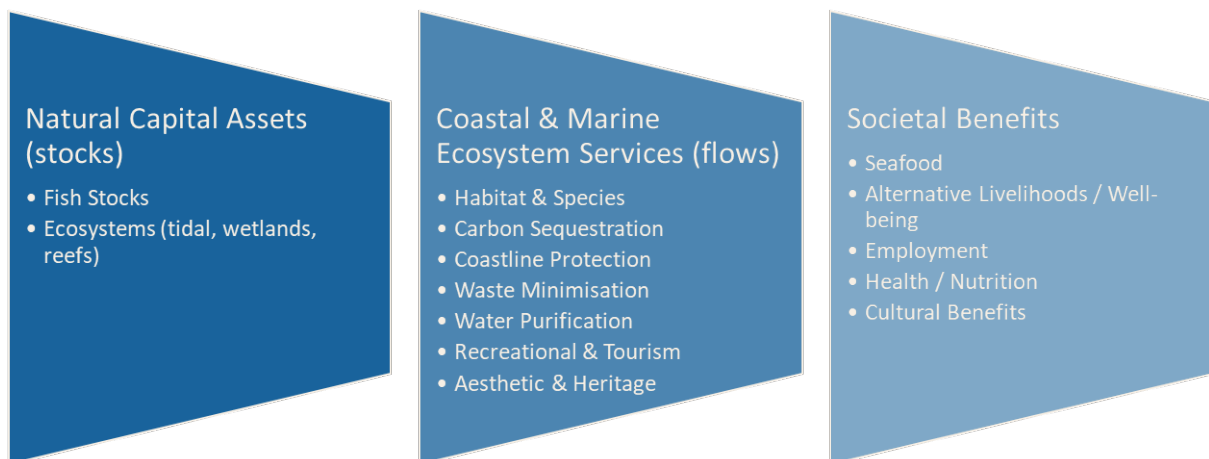 Natural Capital Assets
(stocks)
• Fish Stocks
• Ecosystems (tidal, wetlands,
reefs)
Coastal & Marine
Ecosystem Services (flows)
• Habitat & Species
• Carbon Sequestration
• Coastline Protection
• Waste Minimisation
• Water Purification
• Recreational & Tourism
• Aesthetic & Heritage
Societal Benefits
• Seafood
• Alternative Livelihoods / Well-
being
• Employment
• Health / Nutrition
• Cultural Benefits